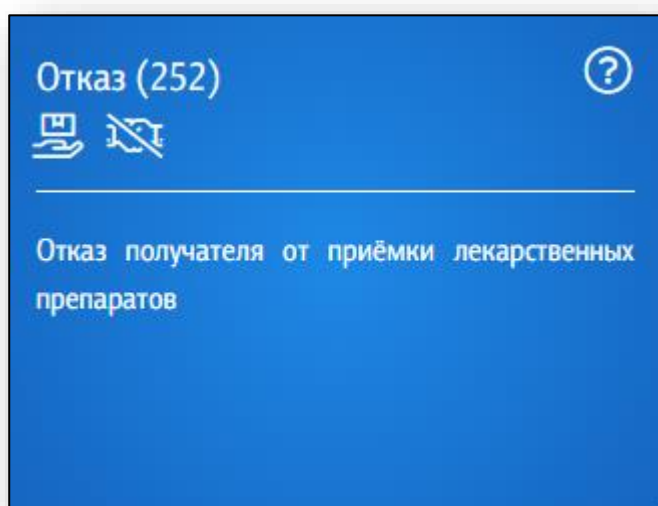 Отказ (252)
?
Отказ получателя от приёмки лекарственных
препаратов